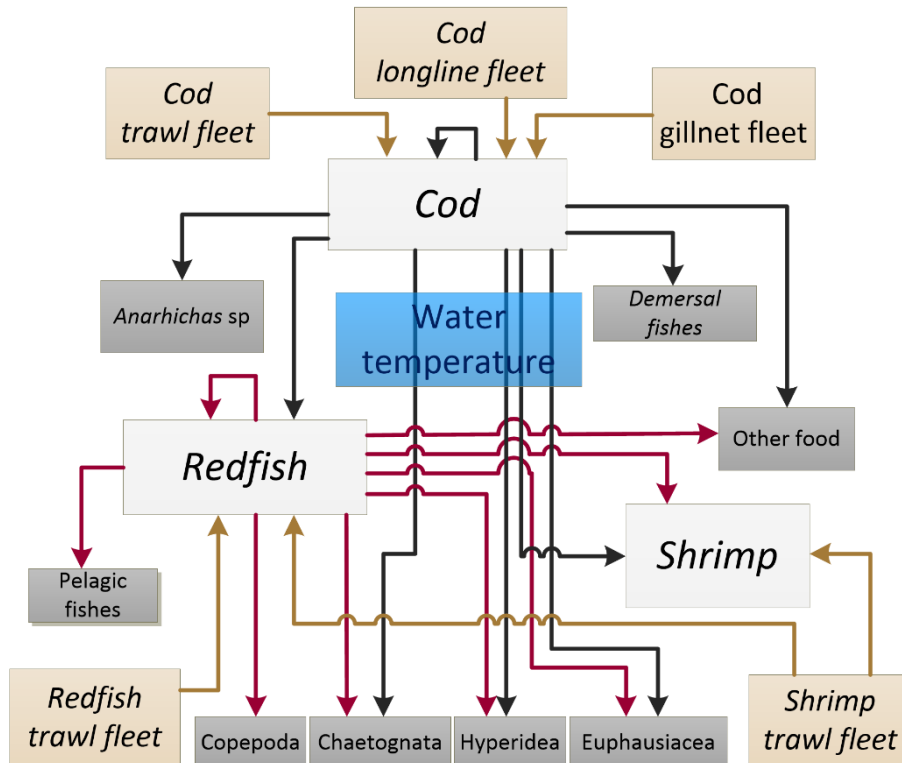 Cod
longline fleet
Cod
trawl fleet
Cod
gillnet fleet
Cod
Anarhichas sp
Water
temperature
Demersal
fishes
Redfish
Other food
Shrimp
Pelagic
fishes
Redfish
trawl fleet
Copepoda
Chaetognata
Hyperidea
Euphausiacea
Shrimp
trawl fleet